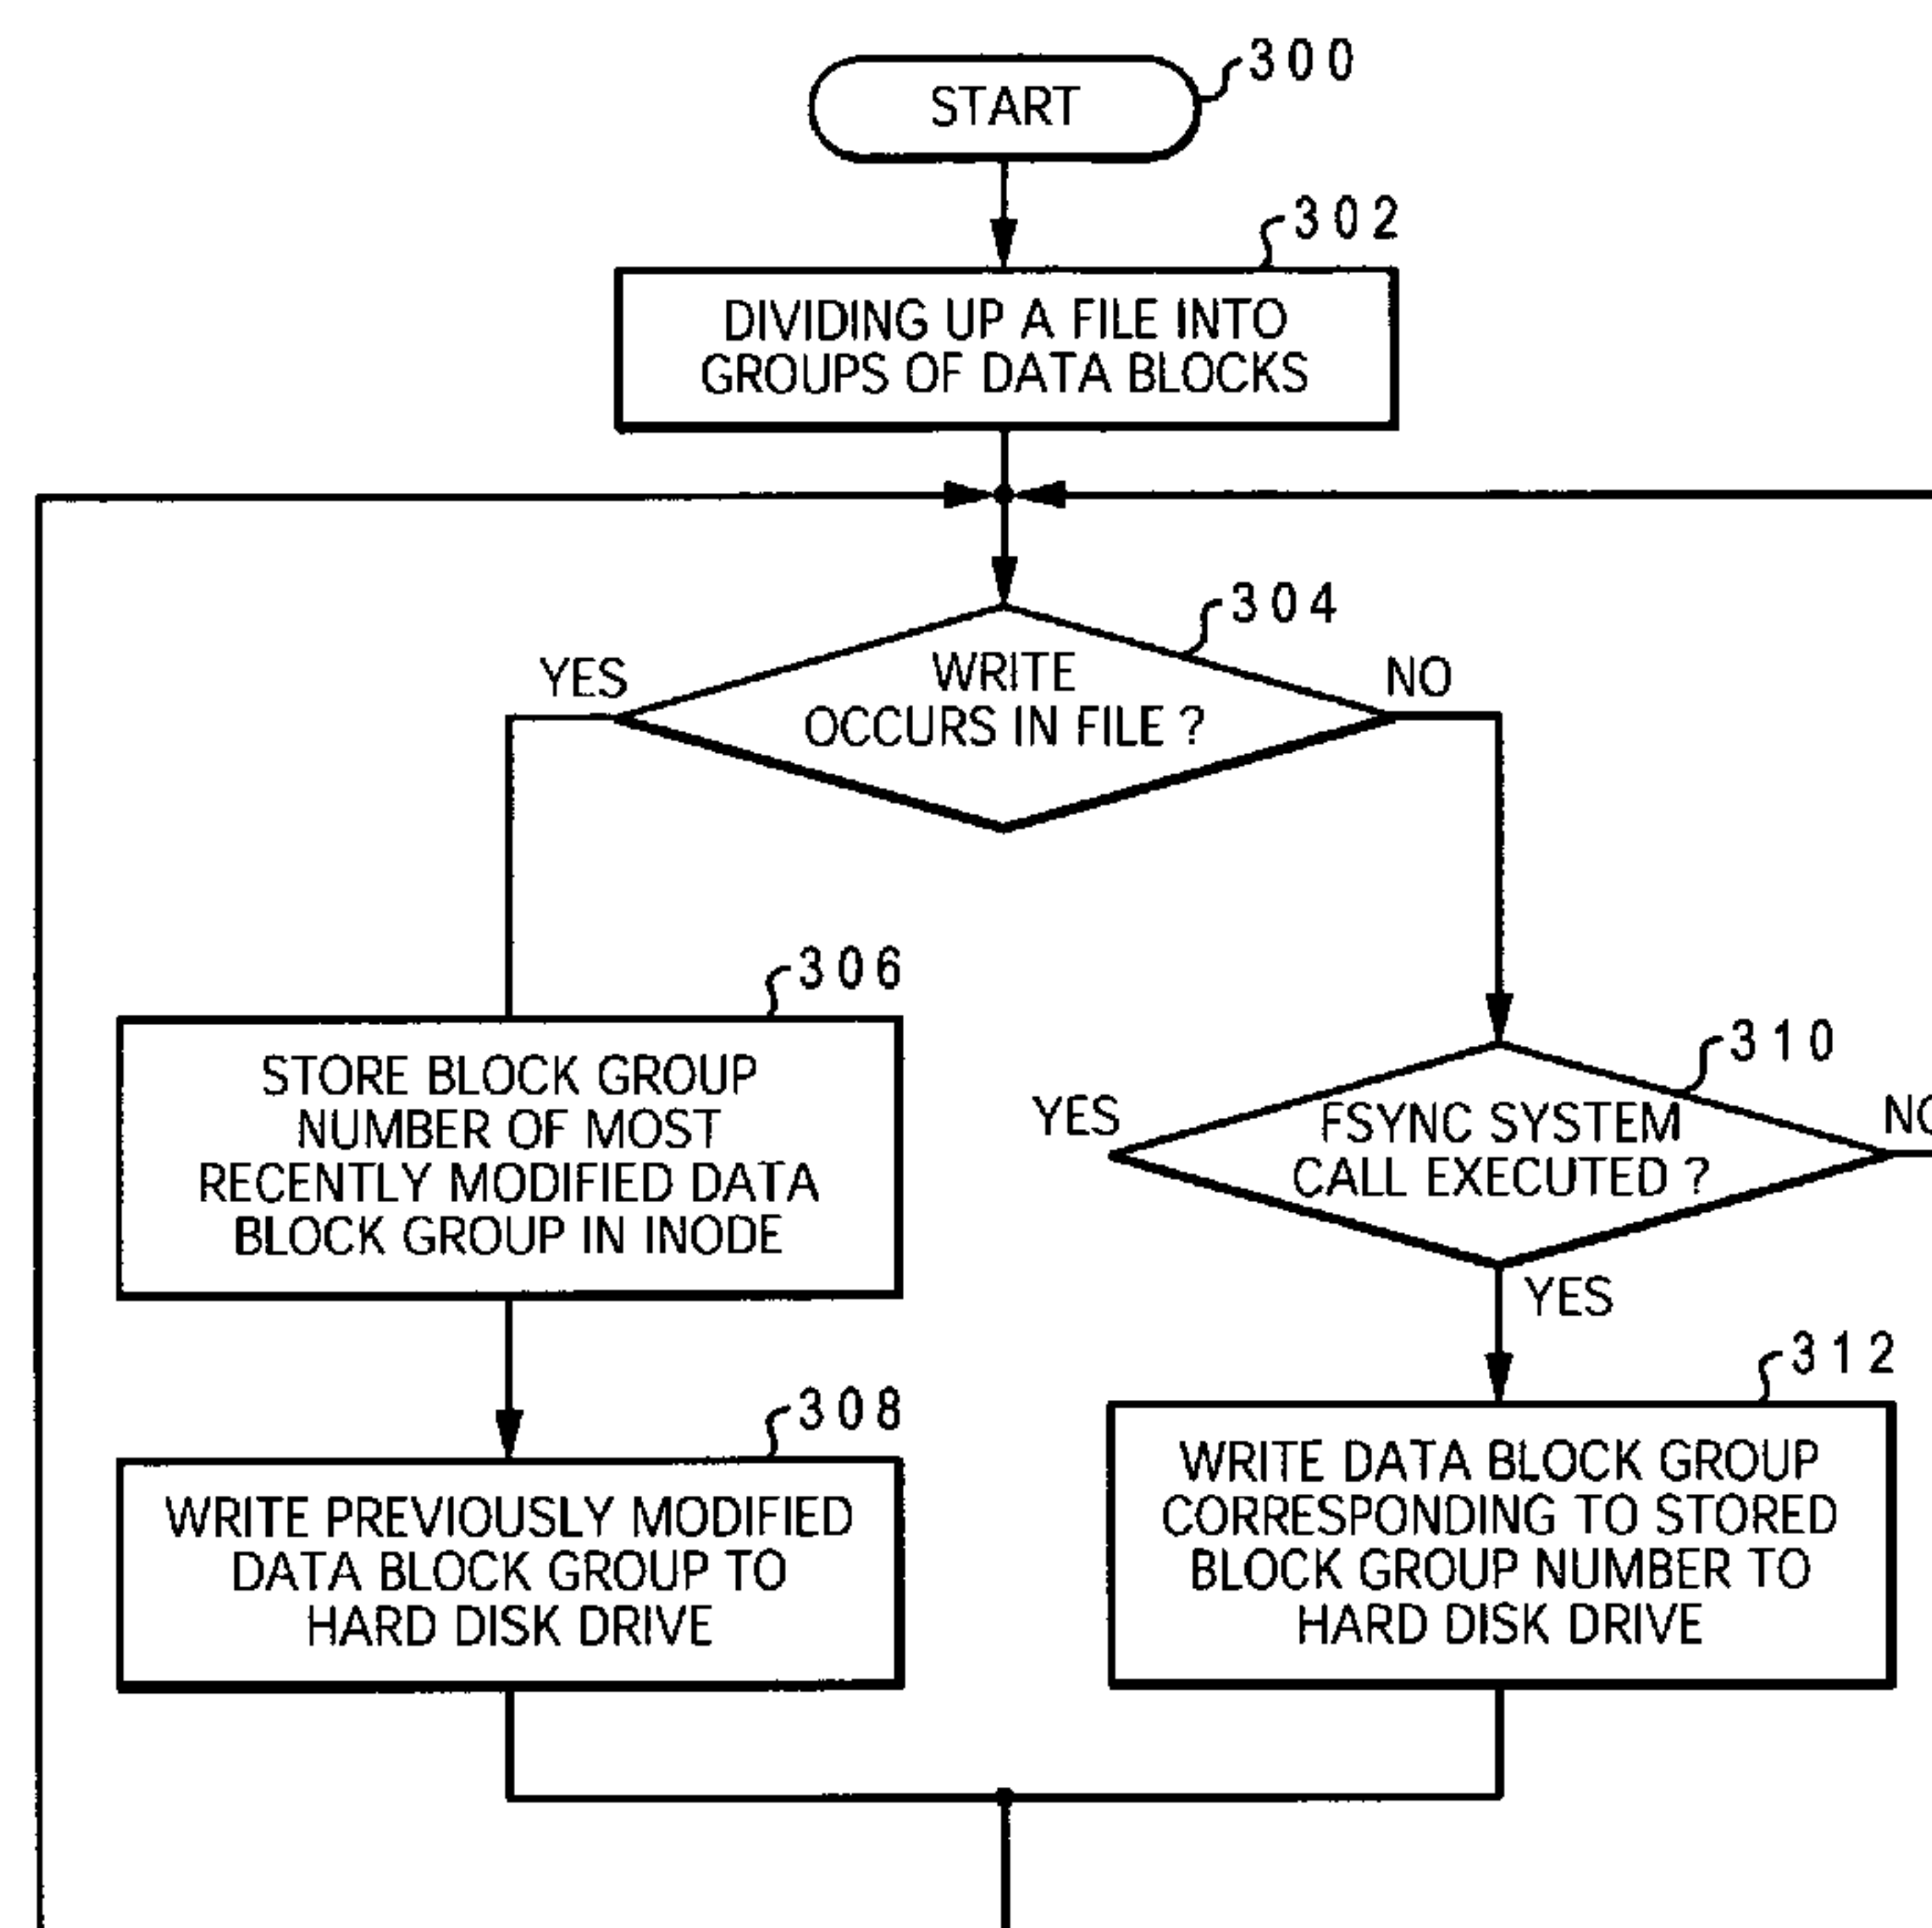 START
300
302
DIVIDING UP A FILE INTO
GROUPS OF DATA BLOCKS
304
YES
WRITE
OCCURS IN FILE ?
NO
306
STORE BLOCK GROUP
NUMBER OF MOST
RECENTLY MODIFIED DATA
BLOCK GROUP IN INODE
310
YES
FSYNC SYSTEM
CALL EXECUTED ?
NO
YES
308
WRITE PREVIOUSLY MODIFIED
DATA BLOCK GROUP TO
HARD DISK DRIVE
312
WRITE DATA BLOCK GROUP
CORRESPONDING TO STORED
BLOCK GROUP NUMBER TO
HARD DISK DRIVE